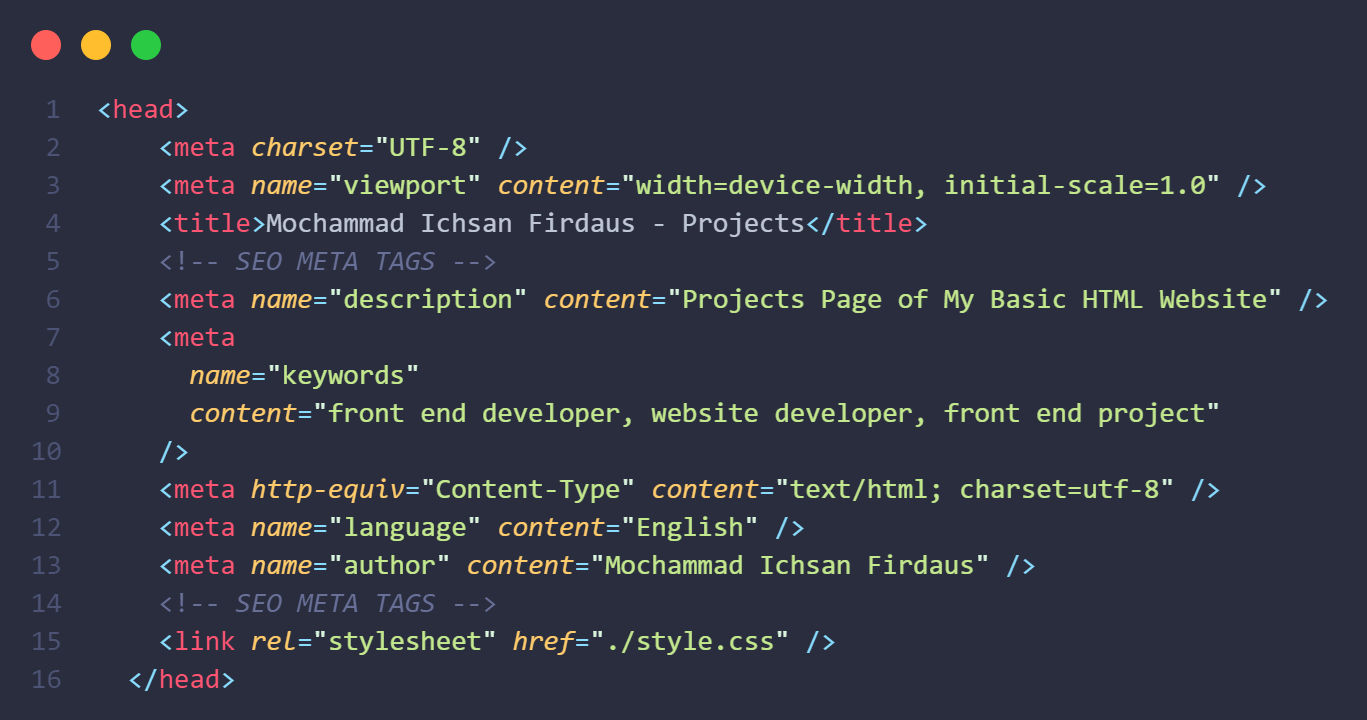 1 <head>
2     <meta charset="UTF-8" />
3     <meta name="viewport" content="width=device-width, initial-scale=1.0" />
4     <title>Mochammad Ichsan Firdaus - Projects</title>
5     <!-- SEO META TAGS -->
6     <meta name="description" content="Projects Page of My Basic HTML Website" />
7     <meta
8       name="keywords"
9       content="front end developer, website developer, front end project"
10     />
11     <meta http-equiv="Content-Type" content="text/html; charset=utf-8" />
12     <meta name="language" content="English" />
13     <meta name="author" content="Mochammad Ichsan Firdaus" />
14     <!-- SEO META TAGS -->
15     <link rel="stylesheet" href="./style.css" />
16   </head>